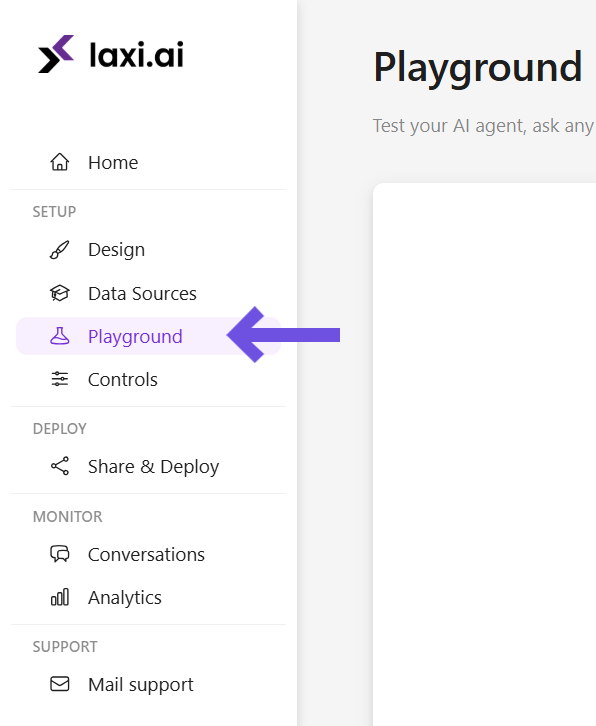 laxi.ai
Playground
Test your AI agent, ask any
Home
SETUP
Design
Data Sources
Playground
Controls
DEPLOY
Share & Deploy
MONITOR
Conversations
Analytics
SUPPORT
Mail support